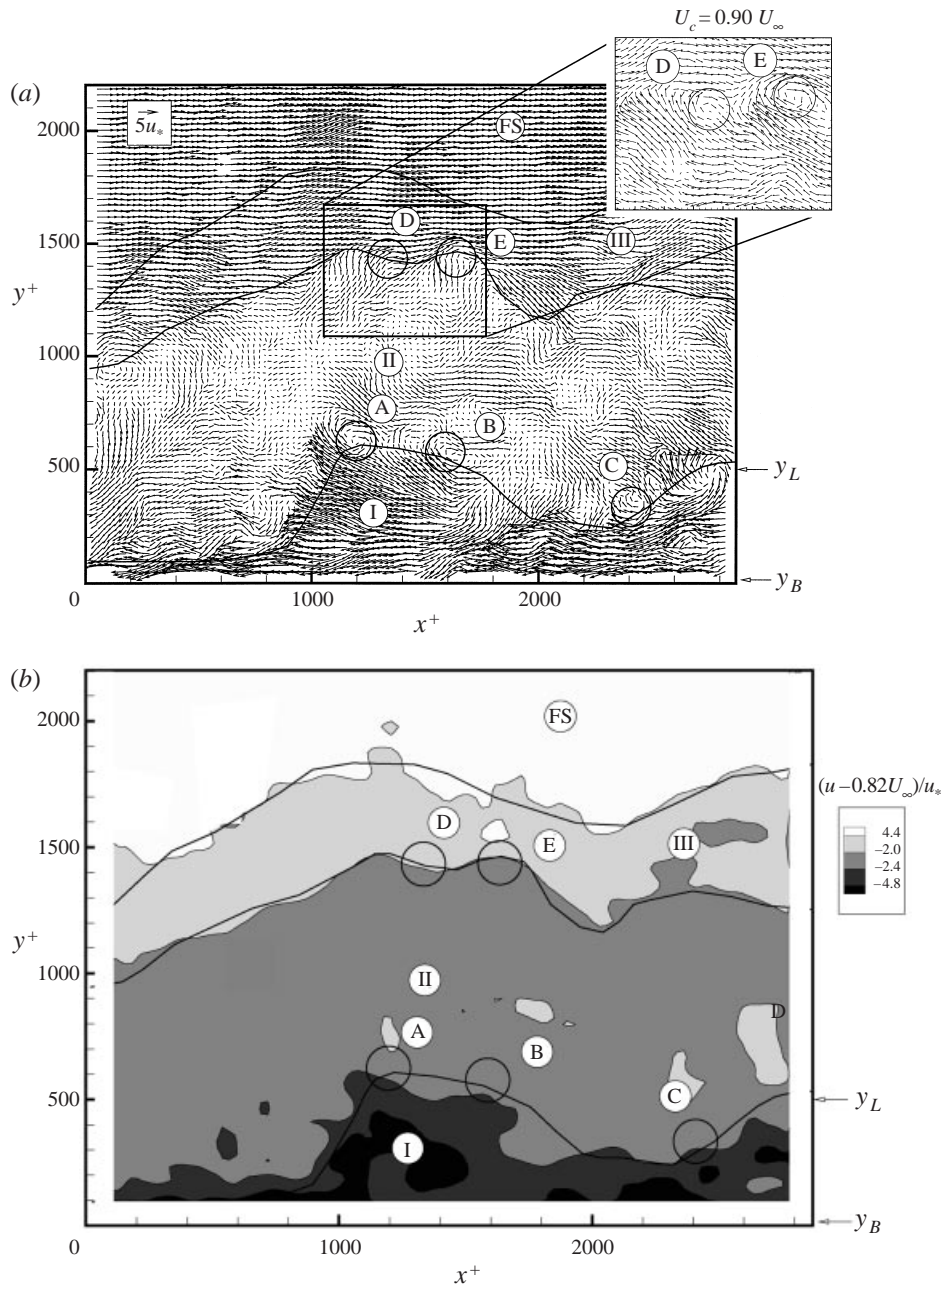 U_c = 0.90 U_∞
(a)
D
E
5u_*
FS
2000
D
E
III
1500
y^+
II
1000
A
B
C
500
y_L
I
y_B
0
1000
2000
x^+
(b)
FS
2000
(u − 0.82U_∞)/u_*
D
E
III
4.4
−2.0
−2.4
−4.8
1500
y^+
II
1000
D
A
B
C
500
y_L
I
y_B
0
1000
2000
x^+